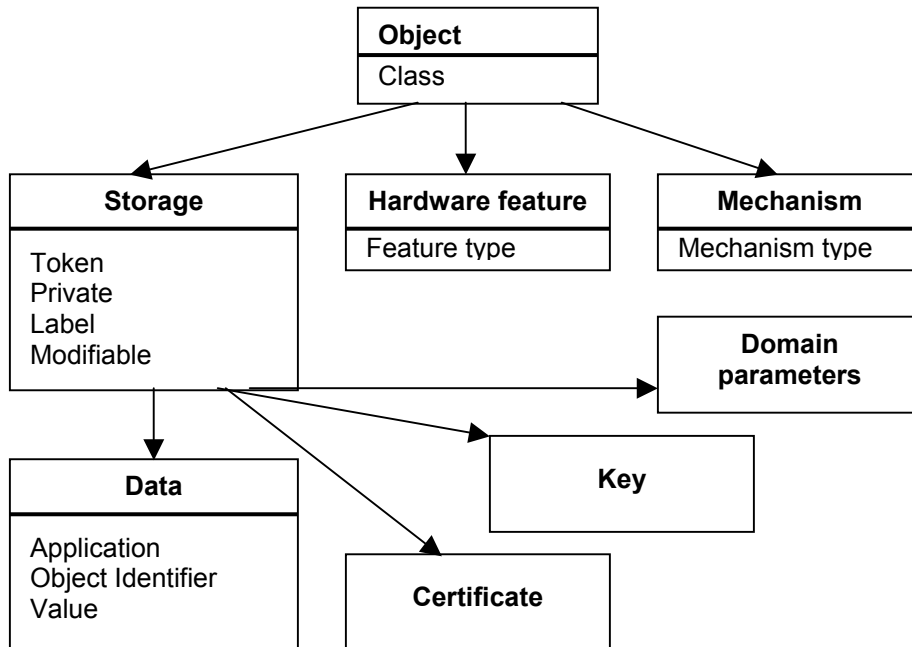 Object
Class
Storage
Token
Private
Label
Modifiable
Hardware feature
Feature type
Mechanism
Mechanism type
Domain
parameters
Key
Data
Application
Object Identifier
Value
Certificate